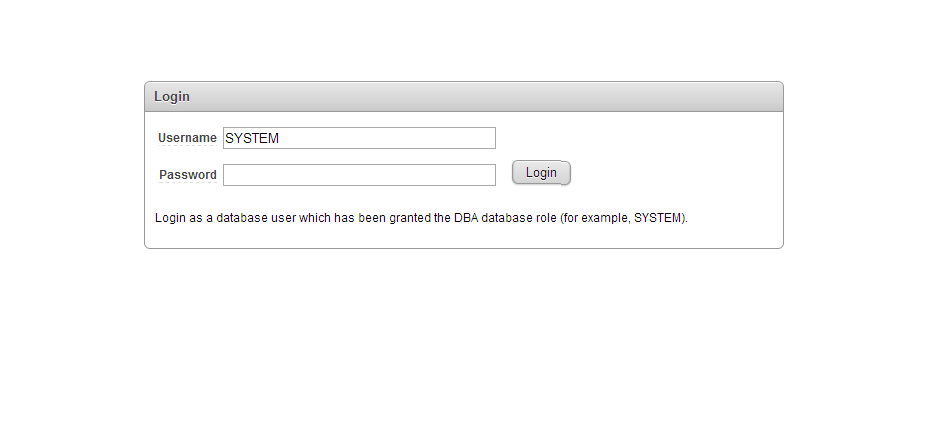 Login
Username SYSTEM
Password Login
Login as a database user which has been granted the DBA database role (for example, SYSTEM).